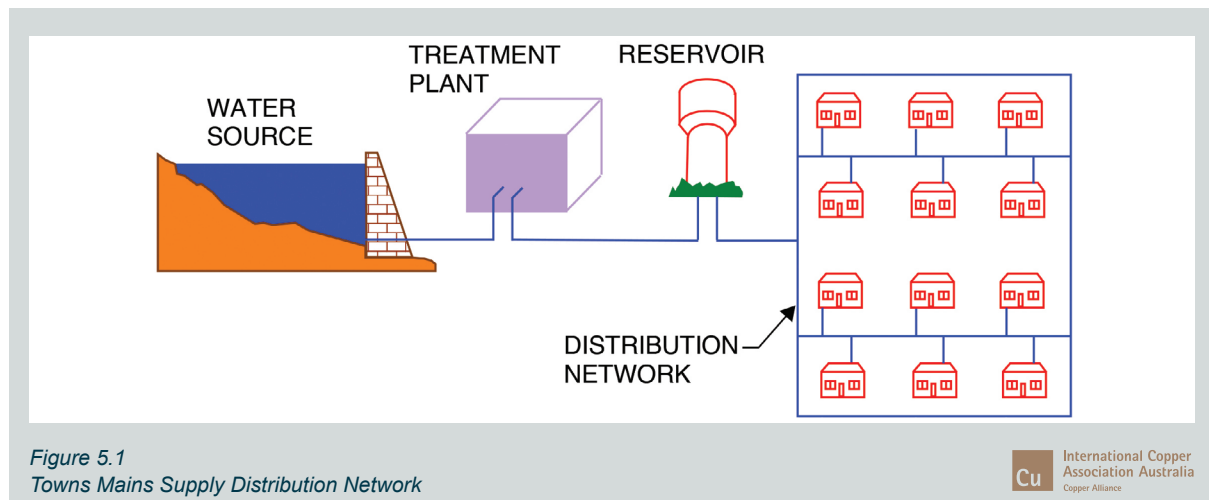 WATER
SOURCE
TREATMENT
PLANT
RESERVOIR
DISTRIBUTION
NETWORK
Figure 5.1
Towns Mains Supply Distribution Network
Cu
International Copper
Association Australia
Copper Alliance